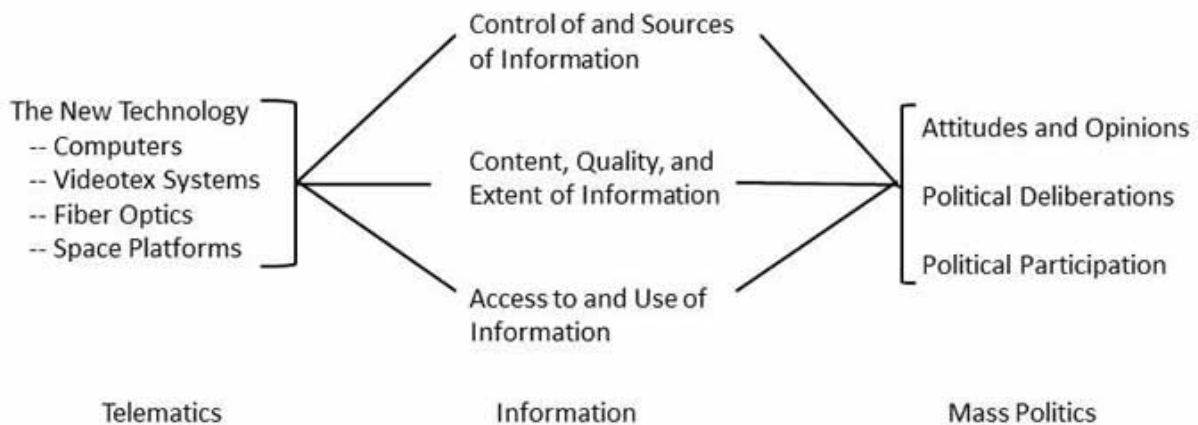 Control of and Sources
of Information
The New Technology
-- Computers
-- Videotex Systems
-- Fiber Optics
-- Space Platforms
Content, Quality, and
Extent of Information
Access to and Use of
Information
Attitudes and Opinions
Political Deliberations
Political Participation
Telematics
Information
Mass Politics